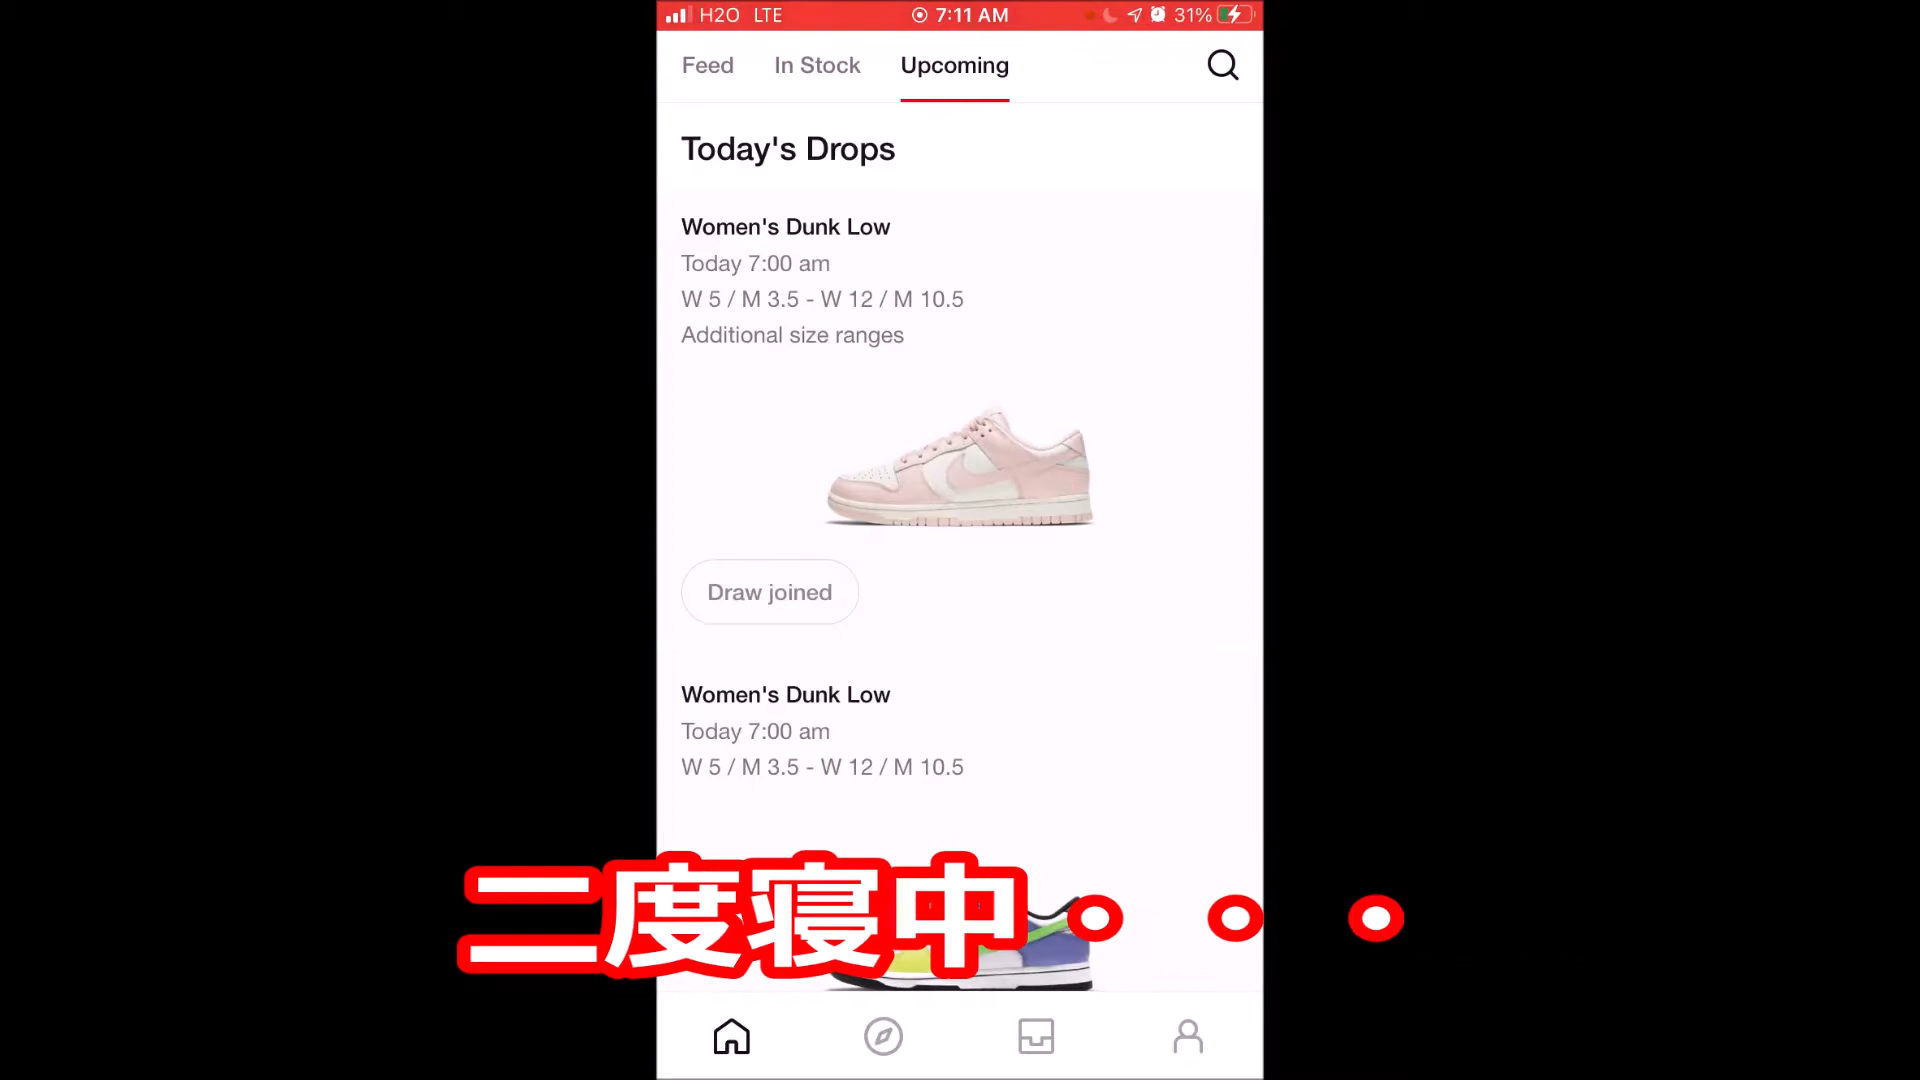 H2O LTE 7:11 AM 31%
Feed In Stock Upcoming
Today's Drops
Women's Dunk Low
Today 7:00 am
W 5 / M 3.5 - W 12 / M 10.5
Additional size ranges
Draw joined
Women's Dunk Low
Today 7:00 am
W 5 / M 3.5 - W 12 / M 10.5
二度寝中。。。